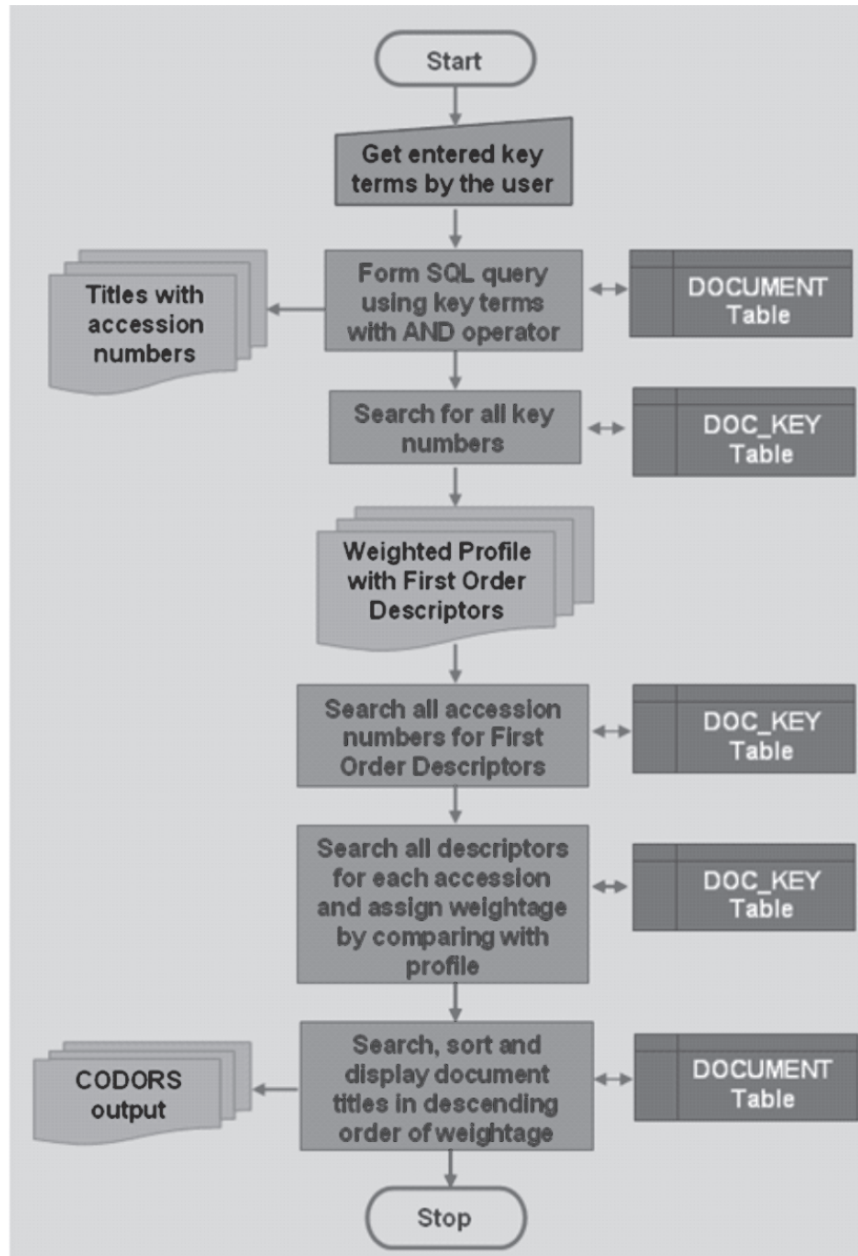 Start
Get entered key
terms by the user
Form SQL query
using key terms
with AND operator
DOCUMENT
Table
Titles with
accession
numbers
Search for all key
numbers
DOC_KEY
Table
Weighted Profile
with First Order
Descriptors
Search all accession
numbers for First
Order Descriptors
DOC_KEY
Table
Search all descriptors
for each accession
and assign weightage
by comparing with
profile
DOC_KEY
Table
Search, sort and
display document
titles in descending
order of weightage
DOCUMENT
Table
CODORS
output
Stop